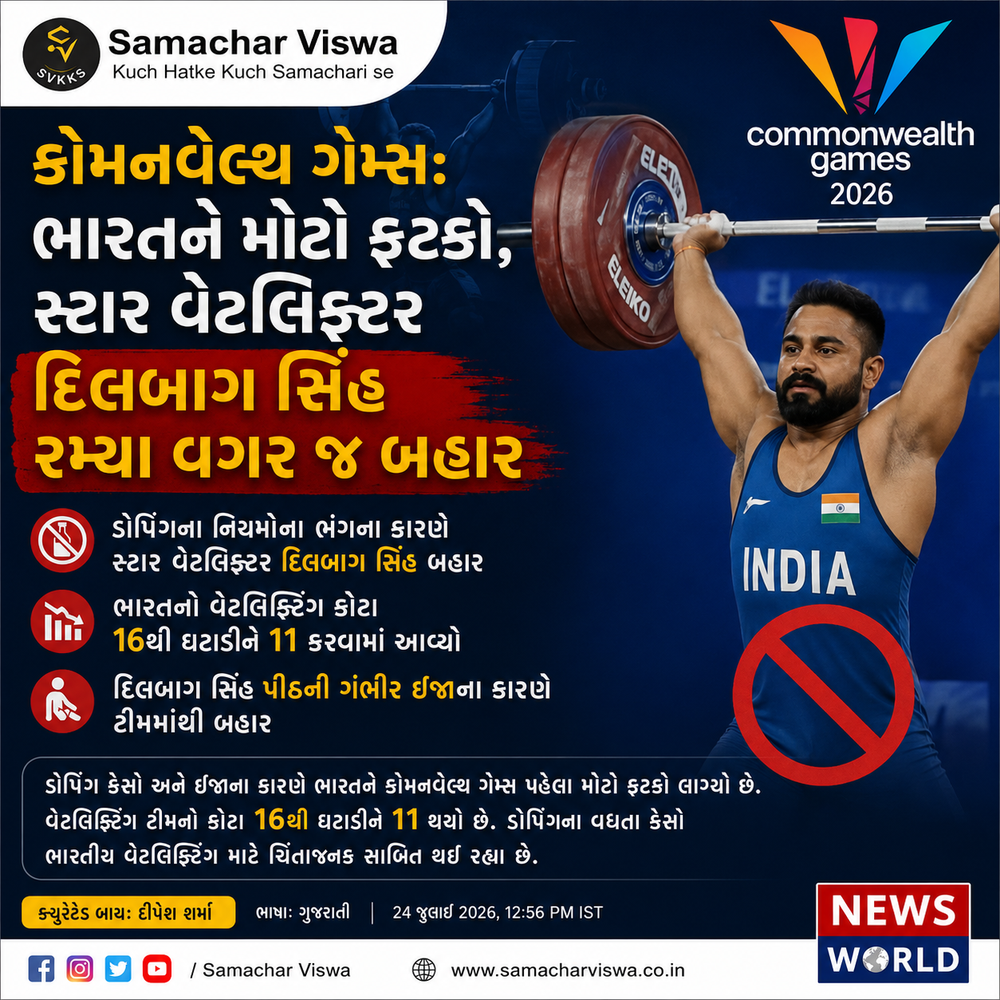 SVKKS
Samachar Viswa
Kuch Hatke Kuch Samachari se
commonwealth
games
2026
કોમનવેલ્થ ગેમ્સ:
ભારતને મોટો ફટકો,
સ્ટાર વેટલિફ્ટર
દિલબાગ સિંહ
રમ્યા વગર જ બહાર
ELEIKO
INDIA
ડોપિંગના નિયમોના ભંગના કારણે
સ્ટાર વેટલિફ્ટર દિલબાગ સિંહ બહાર
ભારતનો વેટલિફ્ટિંગ કોટા
16થી ઘટાડીને 11 કરવામાં આવ્યો
દિલબાગ સિંહ પીઠની ગંભીર ઈજાના કારણે
ટીમમાંથી બહાર
ડોપિંગ કેસો અને ઈજાના કારણે ભારતને કોમનવેલ્થ ગેમ્સ પહેલા મોટો ફટકો લાગ્યો છે.
વેટલિફ્ટિંગ ટીમનો કોટા 16થી ઘટાડીને 11 થયો છે. ડોપિંગના વધતા કેસો
ભારતીય વેટલિફ્ટિંગ માટે ચિંતાજનક સાબિત થઈ રહ્યા છે.
ક્યુરેટેડ બાય: દીપેશ શર્મા
ભાષા: ગુજરાતી | 24 જુલાઈ 2026, 12:56 PM IST
NEWS
WORLD
/ Samachar Viswa
www.samacharviswa.co.in